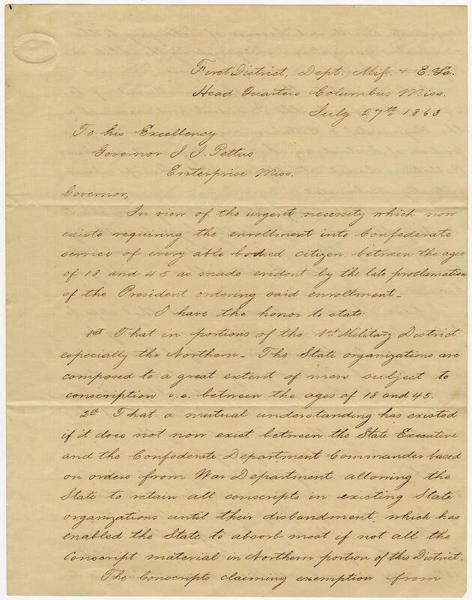 First District, Dept. Miss. & E. La.
Head Quarters Columbus Miss.
July 27th 1863
To his Excellency
Governor J. J. Pettus
Enterprise Miss.
Governor,
In view of the urgent necessity which now
exists requiring the enrollment into Confederate
service of every able bodied citizen between the ages
of 18 and 45 as made evident by the late proclamation
of the President ordering said enrollment—
I have the honor to state
1st That in portions of the 1st Military District
especially the Northern— The State organizations are
composed to a great extent of men subject to
conscription i.e. between the ages of 18 and 45.
2d That a mutual understanding has existed
if it does not now exist between the State Executive
and the Confederate Department Commander based
on orders from War Department allowing the
State to retain all conscripts in existing State
organizations until their disbandment, which has
enabled the State to absorb most if not all the
Conscript material in Northern portion of this District.
The Conscripts claiming exemption from